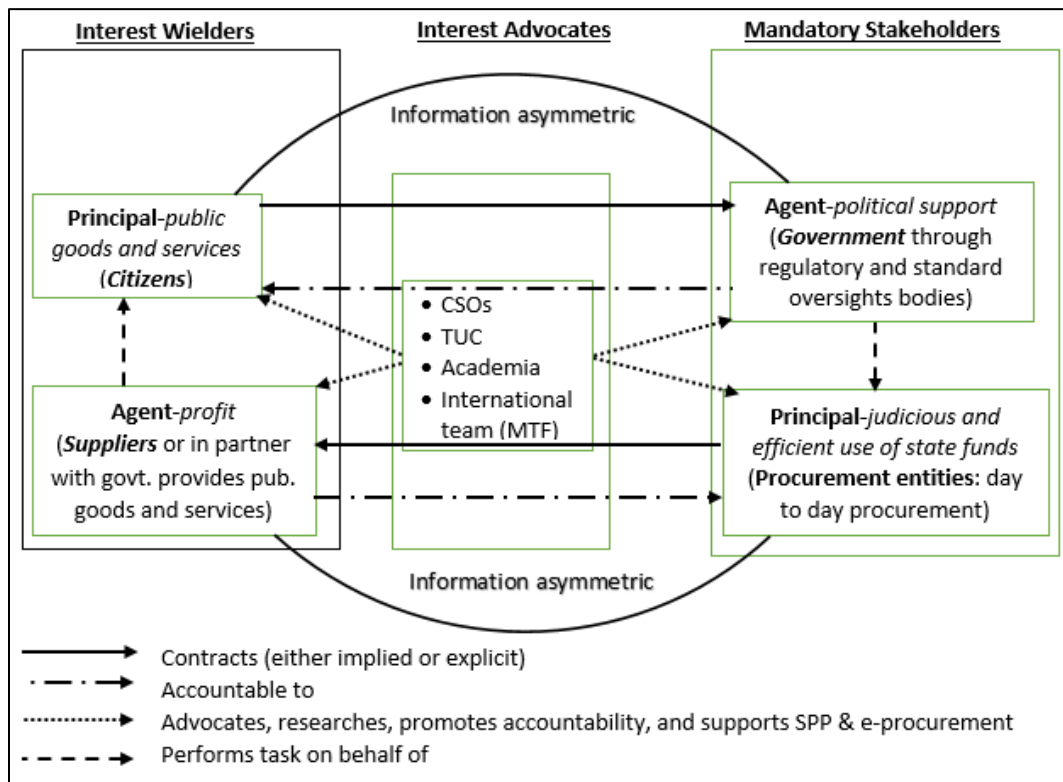 Interest Wielders
Interest Advocates
Mandatory Stakeholders
Information asymmetric
Principal-public
goods and services
(Citizens)
Agent-political support
(Government through
regulatory and standard
oversights bodies)
• CSOs
• TUC
• Academia
• International
team (MTF)
Agent-profit
(Suppliers or in partner
with govt. provides pub.
goods and services)
Principal-judicious and
efficient use of state funds
(Procurement entities: day
to day procurement)
Information asymmetric
Contracts (either implied or explicit)
Accountable to
Advocates, researches, promotes accountability, and supports SPP & e-procurement
Performs task on behalf of